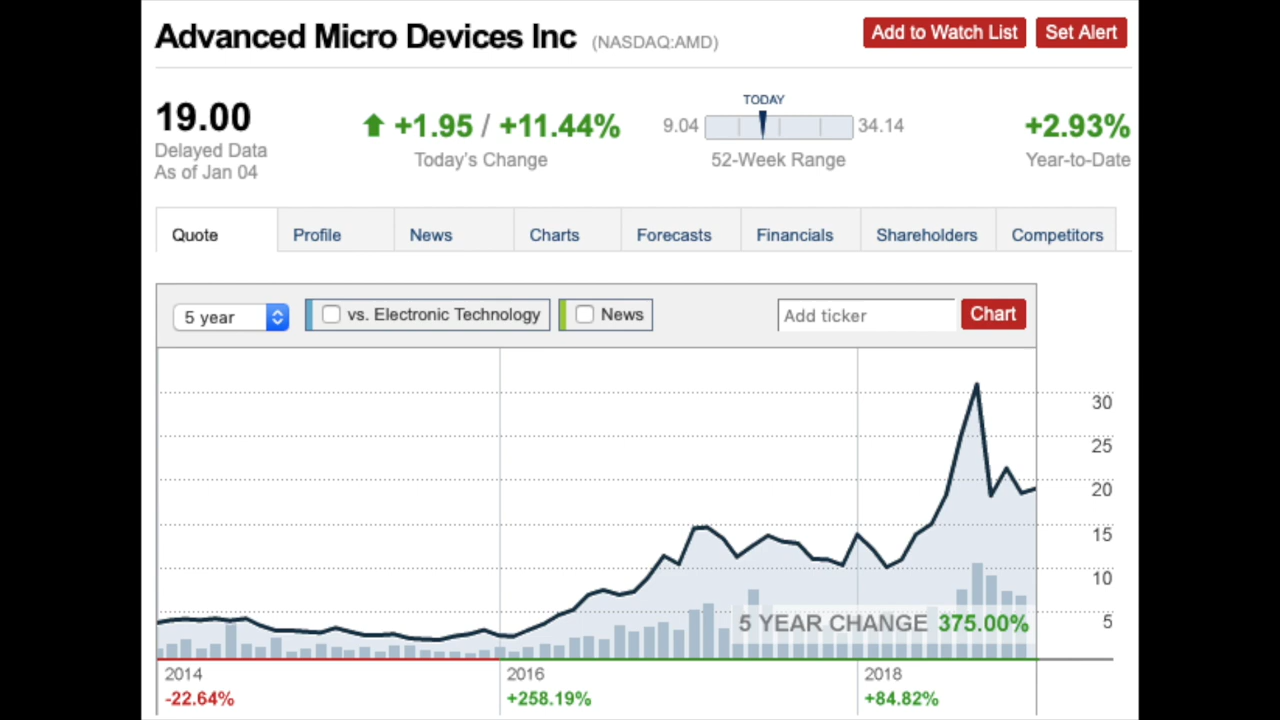 Advanced Micro Devices Inc (NASDAQ:AMD) Add to Watch List Set Alert
TODAY
19.00 +1.95 / +11.44% 9.04 34.14 +2.93%
Delayed Data Today's Change 52-Week Range Year-to-Date
As of Jan 04
Quote Profile News Charts Forecasts Financials Shareholders Competitors
5 year vs. Electronic Technology News Add ticker Chart
30
25
20
15
10
5
5 YEAR CHANGE 375.00%
2014 2016 2018
-22.64% +258.19% +84.82%